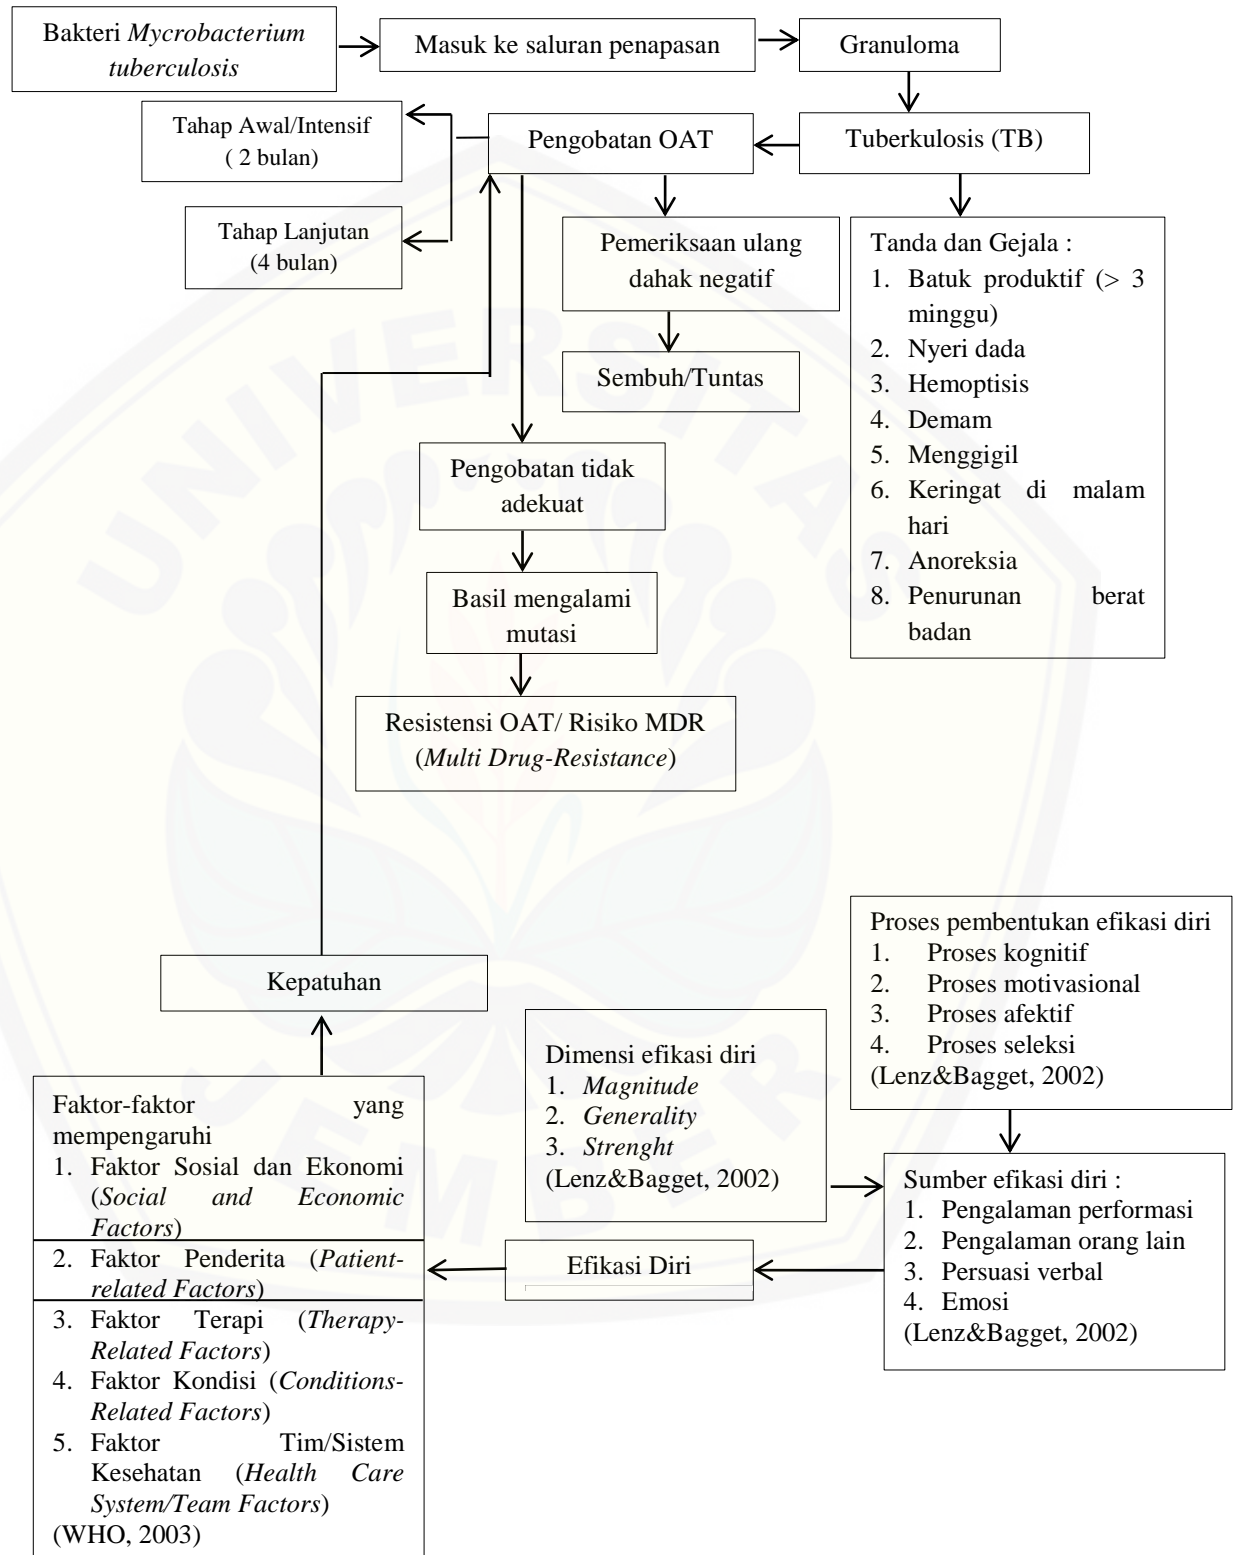 Bakteri Mycrobacterium
tuberculosis
Masuk ke saluran penapasan
Granuloma
Tahap Awal/Intensif
( 2 bulan)
Pengobatan OAT
Tuberkulosis (TB)
Tahap Lanjutan
(4 bulan)
Pemeriksaan ulang
dahak negatif
Sembuh/Tuntas
Tanda dan Gejala :
1. Batuk produktif (> 3
minggu)
2. Nyeri dada
3. Hemoptisis
4. Demam
5. Menggigil
6. Keringat di malam
hari
7. Anoreksia
8. Penurunan berat
badan
Pengobatan tidak
adekuat
Basil mengalami
mutasi
Resistensi OAT/ Risiko MDR
(Multi Drug-Resistance)
Proses pembentukan efikasi diri
1. Proses kognitif
2. Proses motivasional
3. Proses afektif
4. Proses seleksi
(Lenz&Bagget, 2002)
Kepatuhan
Dimensi efikasi diri
1. Magnitude
2. Generality
3. Strenght
(Lenz&Bagget, 2002)
Faktor-faktor yang
mempengaruhi
1. Faktor Sosial dan Ekonomi
(Social and Economic
Factors)
2. Faktor Penderita (Patient-
related Factors)
3. Faktor Terapi (Therapy-
Related Factors)
4. Faktor Kondisi (Conditions-
Related Factors)
5. Faktor Tim/Sistem
Kesehatan (Health Care
System/Team Factors)
(WHO, 2003)
Efikasi Diri
Sumber efikasi diri :
1. Pengalaman performasi
2. Pengalaman orang lain
3. Persuasi verbal
4. Emosi
(Lenz&Bagget, 2002)
UNIVERSITAS
JEMBER